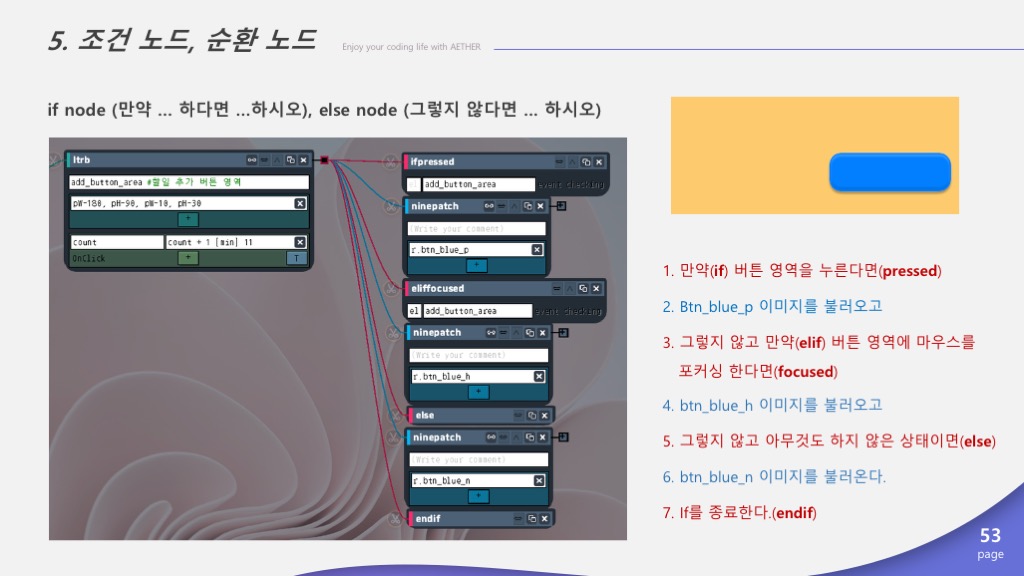 5. 조건 노드, 순환 노드
Enjoy your coding life with AETHER
if node (만약 ... 하다면 ...하시오), else node (그렇지 않다면 ... 하시오)
ltrb
add_button_area #할일 추가 버튼 영역
pW-180, pH-90, pW-10, pH-30
+
count
count + 1 [min] 11
OnClick
+
T
ifpressed
el
add_button_area
event checking
ninepatch
(Write your comment)
r.btn_blue_p
+
eliffocused
el
add_button_area
event checking
ninepatch
(Write your comment)
r.btn_blue_h
+
else
ninepatch
(Write your comment)
r.btn_blue_n
+
endif
1. 만약(if) 버튼 영역을 누른다면(pressed)
2. Btn_blue_p 이미지를 불러오고
3. 그렇지 않고 만약(elif) 버튼 영역에 마우스를
포커싱 한다면(focused)
4. btn_blue_h 이미지를 불러오고
5. 그렇지 않고 아무것도 하지 않은 상태이면(else)
6. btn_blue_n 이미지를 불러온다.
7. If를 종료한다.(endif)
53
page